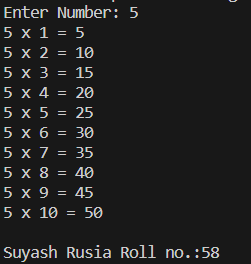 Enter Number: 5
5 x 1 = 5
5 x 2 = 10
5 x 3 = 15
5 x 4 = 20
5 x 5 = 25
5 x 6 = 30
5 x 7 = 35
5 x 8 = 40
5 x 9 = 45
5 x 10 = 50
Suyash Rusia Roll no.:58